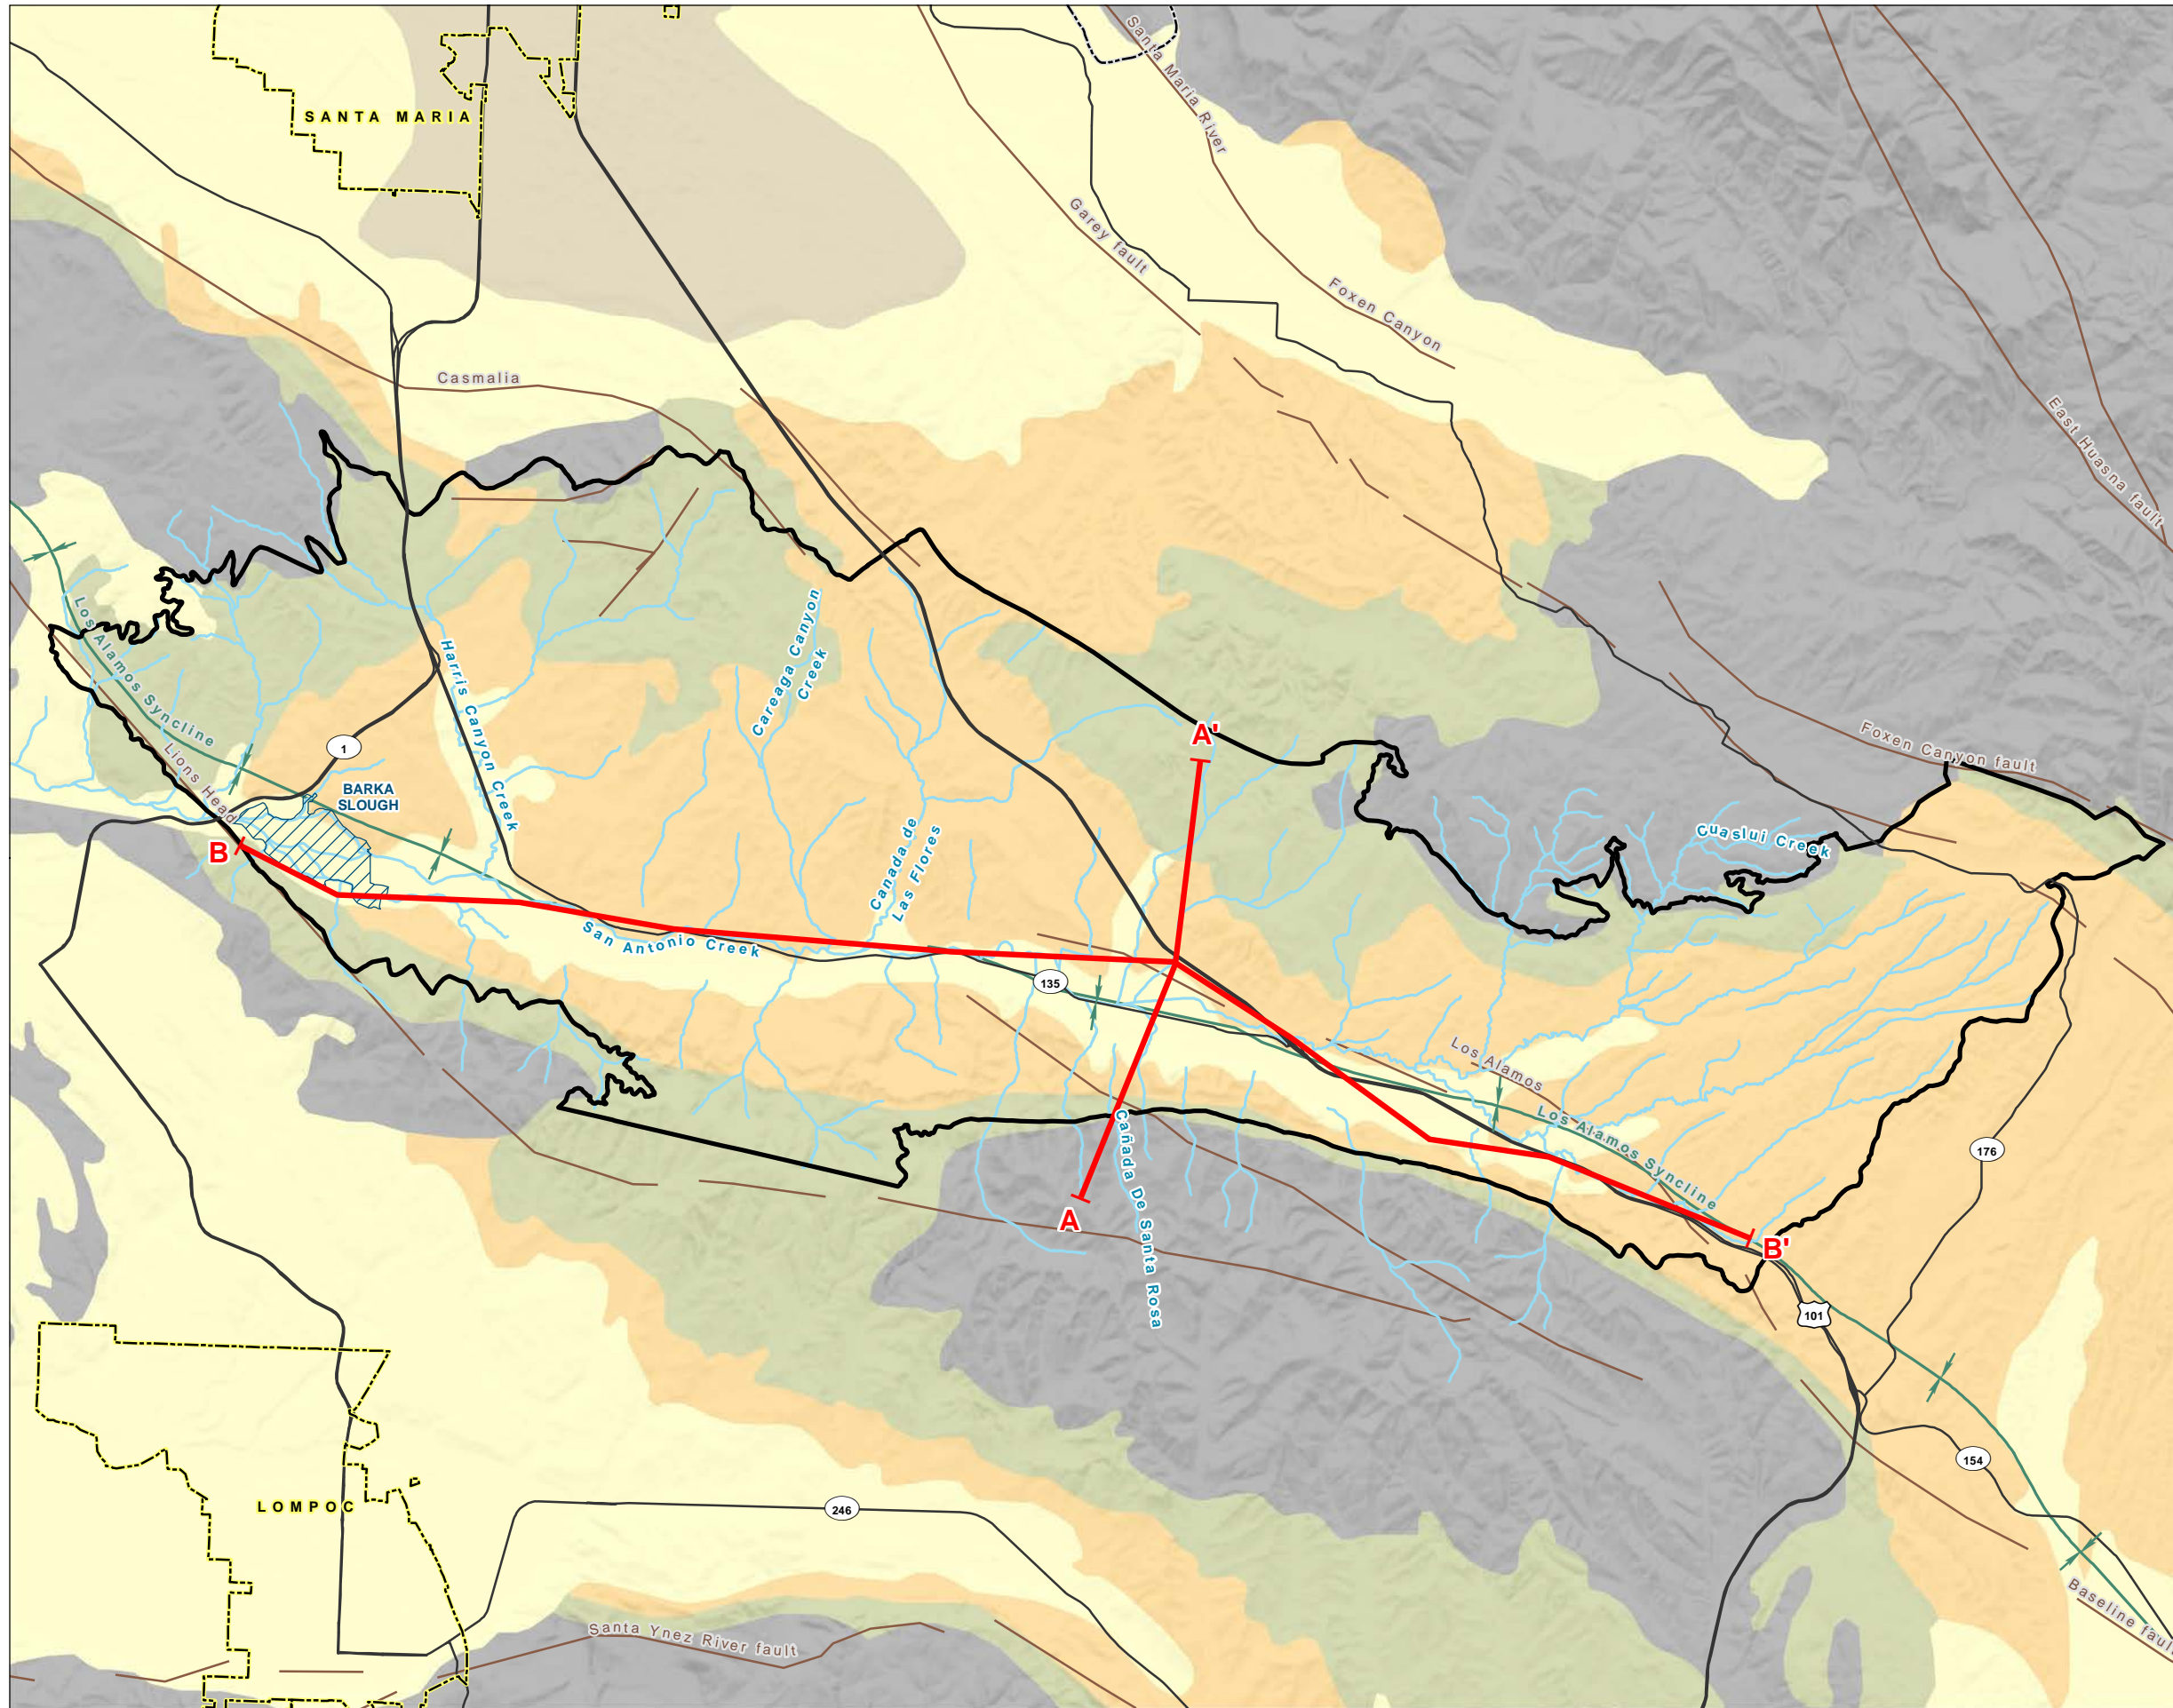 SANTA MARIA
Santa Maria River
Garey fault
Foxen Canyon
East Huasna fault
Casmalia
Los Alamos Syncline
Lions Head
1
BARKA
SLOUGH
Harris Canyon Creek
Careaga Canyon
Creek
Canada de
Las Flores
A'
Foxen Canyon fault
Cuaslui Creek
B
San Antonio Creek
135
Los Alamos
Los Alamos Syncline
176
Cañada De Santa Rosa
A
B'
101
154
LOMPOC
246
Santa Ynez River fault
Baseline fault